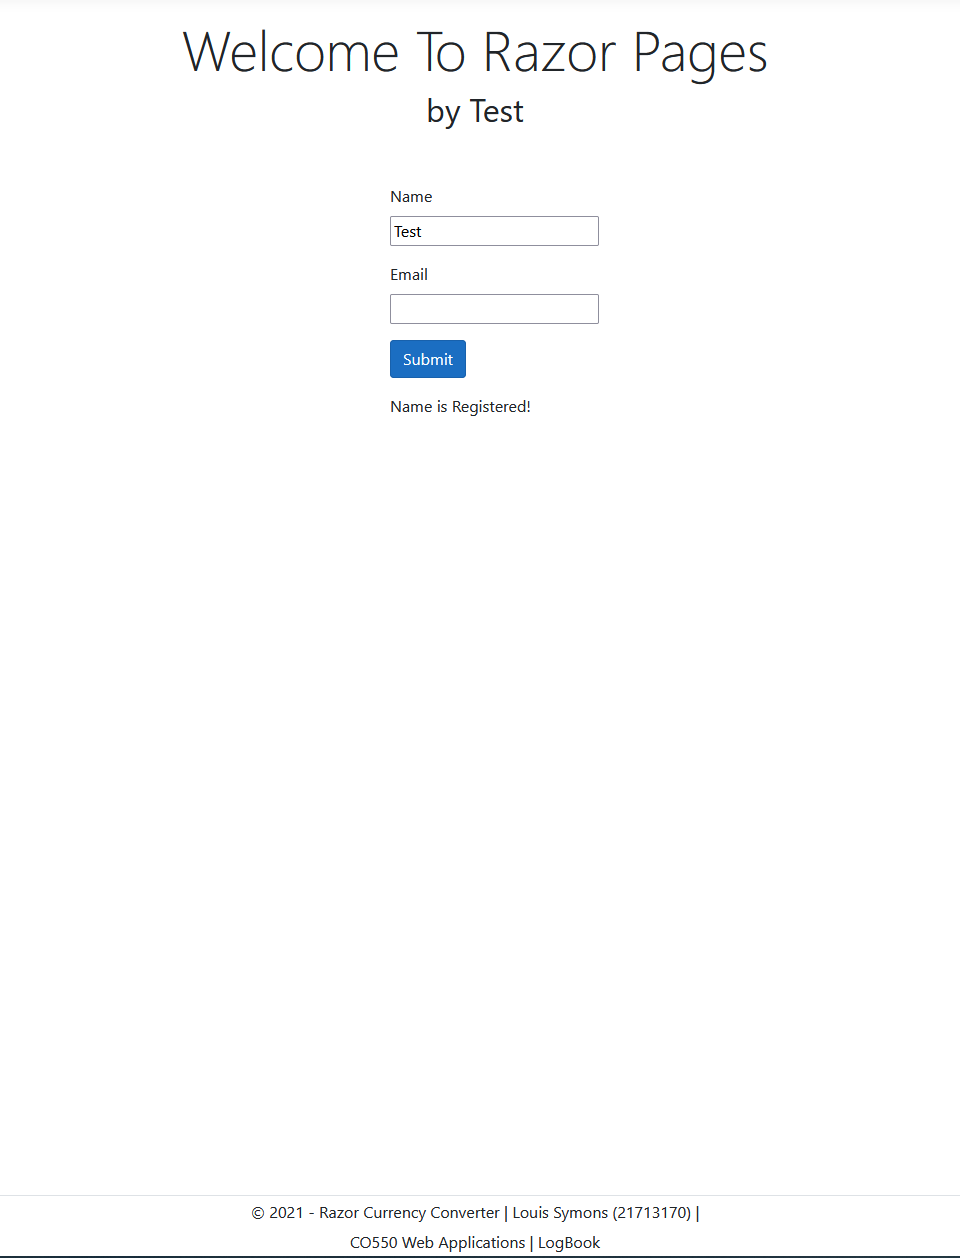 Welcome To Razor Pages
by Test
Name
Test
Email
Submit
Name is Registered!
© 2021 - Razor Currency Converter | Louis Symons (21713170) |
CO550 Web Applications | LogBook